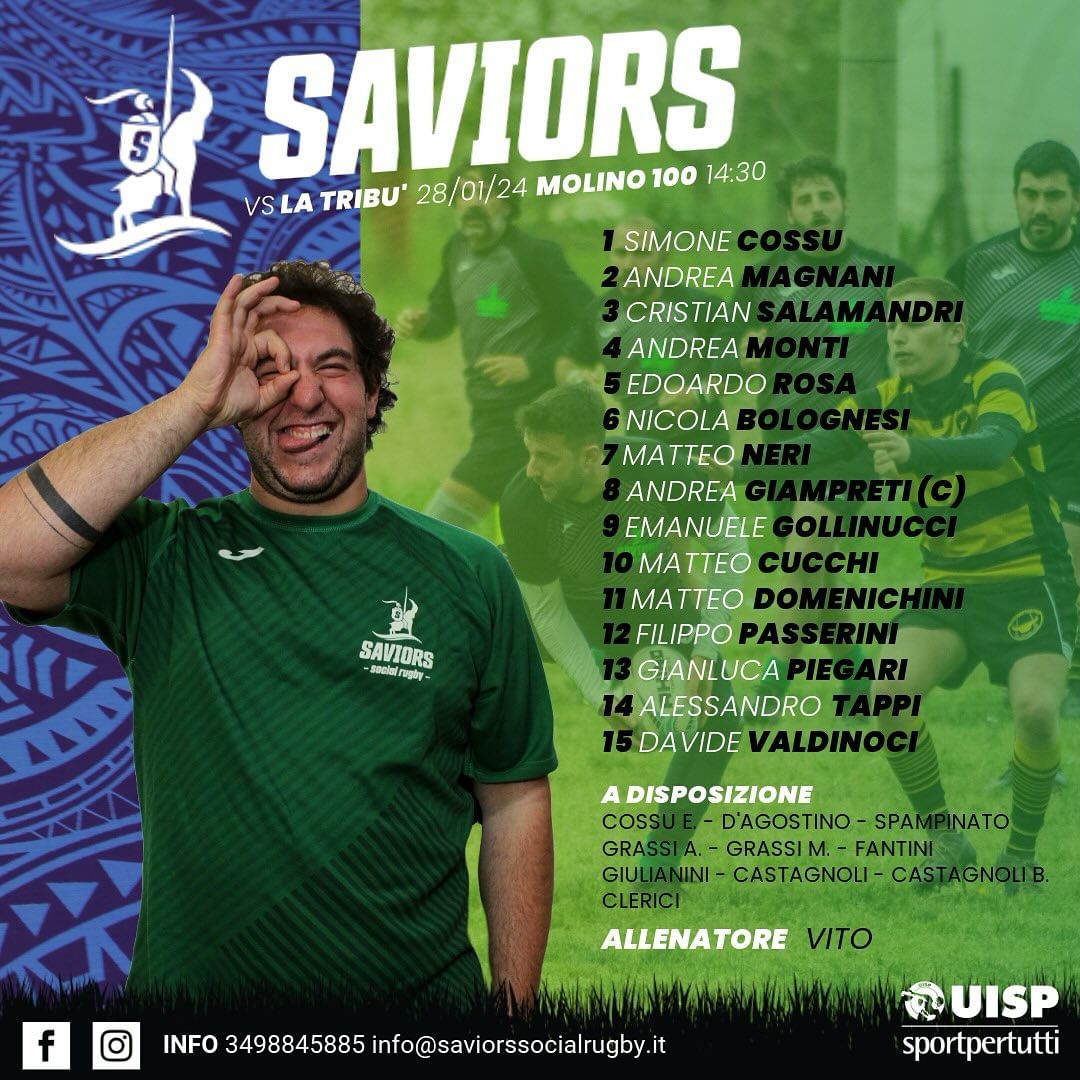 SAVIORS
VS LA TRIBU' 28/01/24 MOLINO 100 14:30
S
1 SIMONE COSSU
2 ANDREA MAGNANI
3 CRISTIAN SALAMANDRI
4 ANDREA MONTI
5 EDOARDO ROSA
6 NICOLA BOLOGNESI
7 MATTEO NERI
8 ANDREA GIAMPRETI (C)
9 EMANUELE GOLLINUCCI
10 MATTEO CUCCHI
11 MATTEO DOMENICHINI
12 FILIPPO PASSERINI
13 GIANLUCA PIEGARI
14 ALESSANDRO TAPPI
15 DAVIDE VALDINOCI
SAVIORS
- social rugby -
A DISPOSIZIONE
COSSU E. - D'AGOSTINO - SPAMPINATO
GRASSI A. - GRASSI M. - FANTINI
GIULIANINI - CASTAGNOLI - CASTAGNOLI B.
CLERICI
ALLENATORE VITO
INFO 3498845885 info@saviorssocialrugby.it
UISP
UISP
sportpertutti